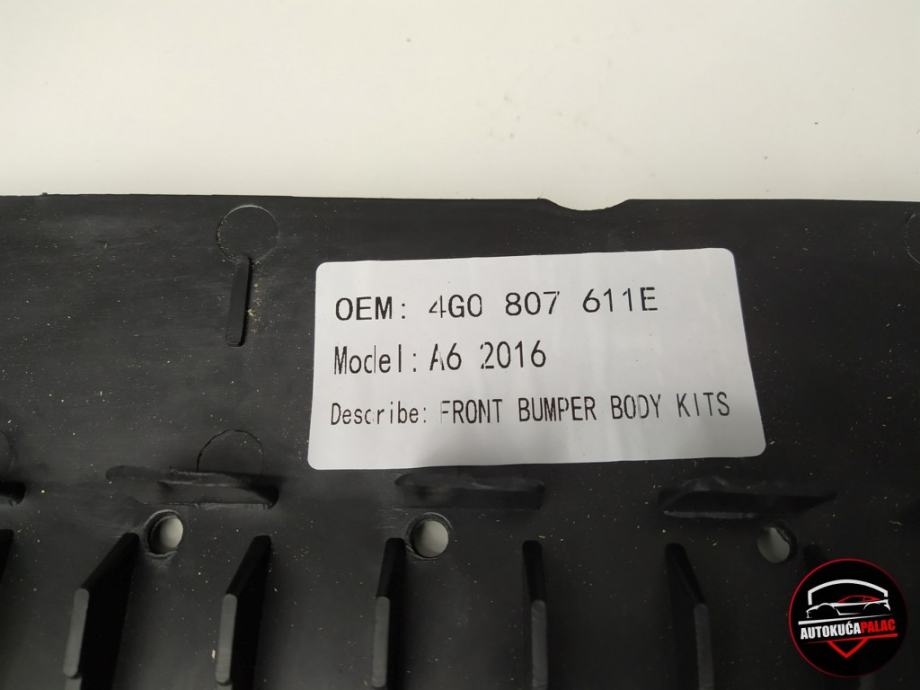 OEM: 4G0 807 611E
Model: A6 2016
Describe: FRONT BUMPER BODY KITS
AUTOKUĆA PALAC